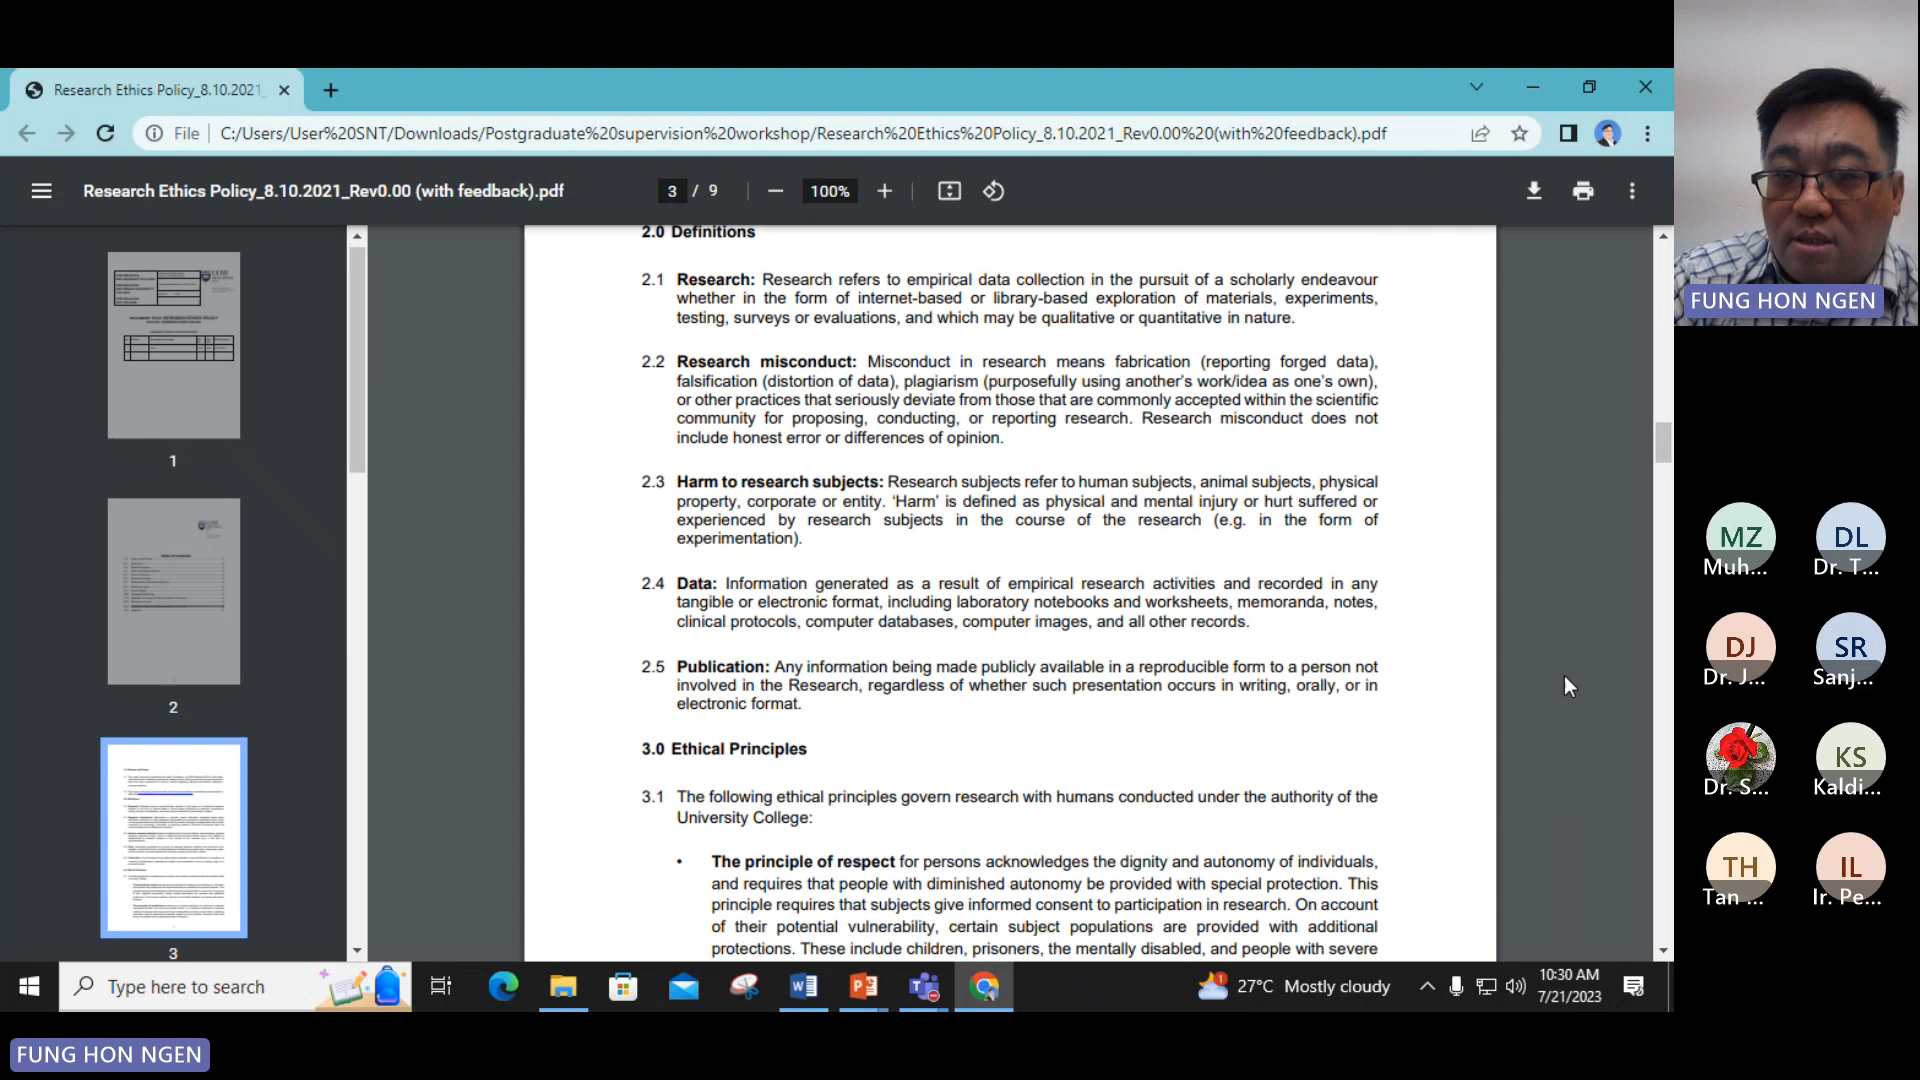 Research Ethics Policy_8.10.2021_
File
C:/Users/User%20SNT/Downloads/Postgraduate%20supervision%20workshop/Research%20Ethics%20Policy_8.10.2021_Rev0.00%20(with%20feedback).pdf
Research Ethics Policy_8.10.2021_Rev0.00 (with feedback).pdf
3 / 9
100%
1
2
3
2.0 Definitions
2.1 Research: Research refers to empirical data collection in the pursuit of a scholarly endeavour
whether in the form of internet-based or library-based exploration of materials, experiments,
testing, surveys or evaluations, and which may be qualitative or quantitative in nature.
2.2 Research misconduct: Misconduct in research means fabrication (reporting forged data),
falsification (distortion of data), plagiarism (purposefully using another's work/idea as one's own),
or other practices that seriously deviate from those that are commonly accepted within the scientific
community for proposing, conducting, or reporting research. Research misconduct does not
include honest error or differences of opinion.
2.3 Harm to research subjects: Research subjects refer to human subjects, animal subjects, physical
property, corporate or entity. 'Harm' is defined as physical and mental injury or hurt suffered or
experienced by research subjects in the course of the research (e.g. in the form of
experimentation).
2.4 Data: Information generated as a result of empirical research activities and recorded in any
tangible or electronic format, including laboratory notebooks and worksheets, memoranda, notes,
clinical protocols, computer databases, computer images, and all other records.
2.5 Publication: Any information being made publicly available in a reproducible form to a person not
involved in the Research, regardless of whether such presentation occurs in writing, orally, or in
electronic format.
3.0 Ethical Principles
3.1 The following ethical principles govern research with humans conducted under the authority of the
University College:
• The principle of respect for persons acknowledges the dignity and autonomy of individuals,
and requires that people with diminished autonomy be provided with special protection. This
principle requires that subjects give informed consent to participation in research. On account
of their potential vulnerability, certain subject populations are provided with additional
protections. These include children, prisoners, the mentally disabled, and people with severe
FUNG HON NGEN
MZ
Muh...
DL
Dr. T...
DJ
Dr. J...
SR
Sanj...
Dr. S...
KS
Kaldi...
TH
Tan ...
IL
Ir. Pe...
Type here to search
1
27°C Mostly cloudy
10:30 AM
7/21/2023
FUNG HON NGEN